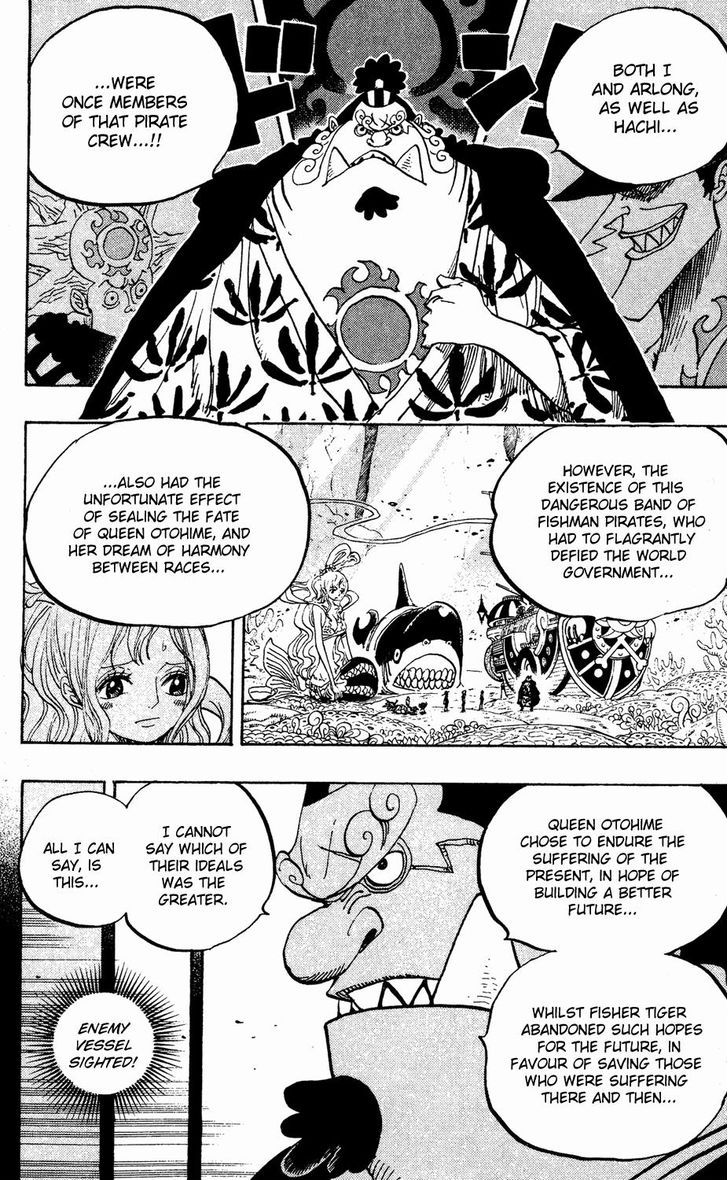 BOTH I
AND ARLONG,
AS WELL AS
HACHI...
...WERE
ONCE MEMBERS
OF THAT PIRATE
CREW...!!
HOWEVER, THE
EXISTENCE OF THIS
DANGEROUS BAND OF
FISHMAN PIRATES, WHO
HAD TO FLAGRANTLY
DEFIED THE WORLD
GOVERNMENT...
...ALSO HAD THE
UNFORTUNATE EFFECT
OF SEALING THE FATE
OF QUEEN OTOHIME, AND
HER DREAM OF HARMONY
BETWEEN RACES...
QUEEN OTOHIME
CHOSE TO ENDURE THE
SUFFERING OF THE
PRESENT, IN HOPE OF
BUILDING A BETTER
FUTURE...
WHILST FISHER TIGER
ABANDONED SUCH HOPES
FOR THE FUTURE, IN
FAVOUR OF SAVING THOSE
WHO WERE SUFFERING
THERE AND THEN...
I CANNOT
SAY WHICH OF
THEIR IDEALS
WAS THE
GREATER.
ALL I CAN
SAY, IS
THIS...
ENEMY
VESSEL
SIGHTED!